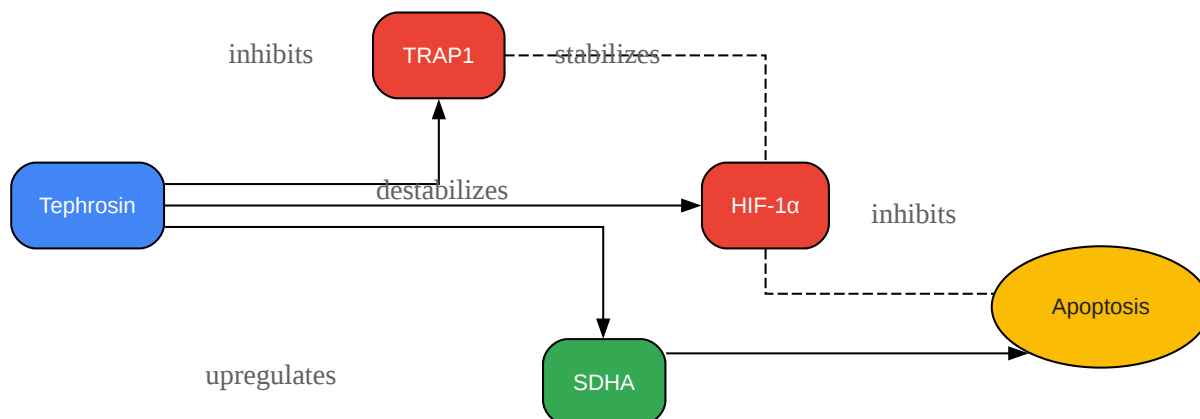 inhibits
TRAP1
stabilizes
Tephrosin
destabilizes
HIF-1α
inhibits
Apoptosis
upregulates
SDHA